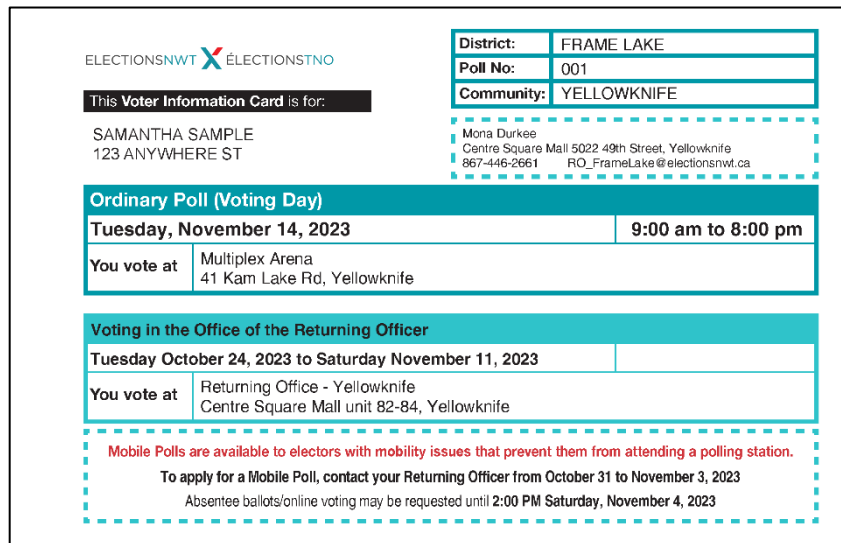 ELECTIONSNWT X ÉLECTIONSTNO
This Voter Information Card is for:
SAMANTHA SAMPLE
123 ANYWHERE ST
District: FRAME LAKE
Poll No: 001
Community: YELLOWKNIFE
Mona Durkee
Centre Square Mall 5022 49th Street, Yellowknife
867-446-2661 RO_FrameLake@electionsnwt.ca
Ordinary Poll (Voting Day)
Tuesday, November 14, 2023 9:00 am to 8:00 pm
You vote at
Multiplex Arena
41 Kam Lake Rd, Yellowknife
Voting in the Office of the Returning Officer
Tuesday October 24, 2023 to Saturday November 11, 2023
You vote at
Returning Office - Yellowknife
Centre Square Mall unit 82-84, Yellowknife
Mobile Polls are available to electors with mobility issues that prevent them from attending a polling station.
To apply for a Mobile Poll, contact your Returning Officer from October 31 to November 3, 2023
Absentee ballots/online voting may be requested until 2:00 PM Saturday, November 4, 2023